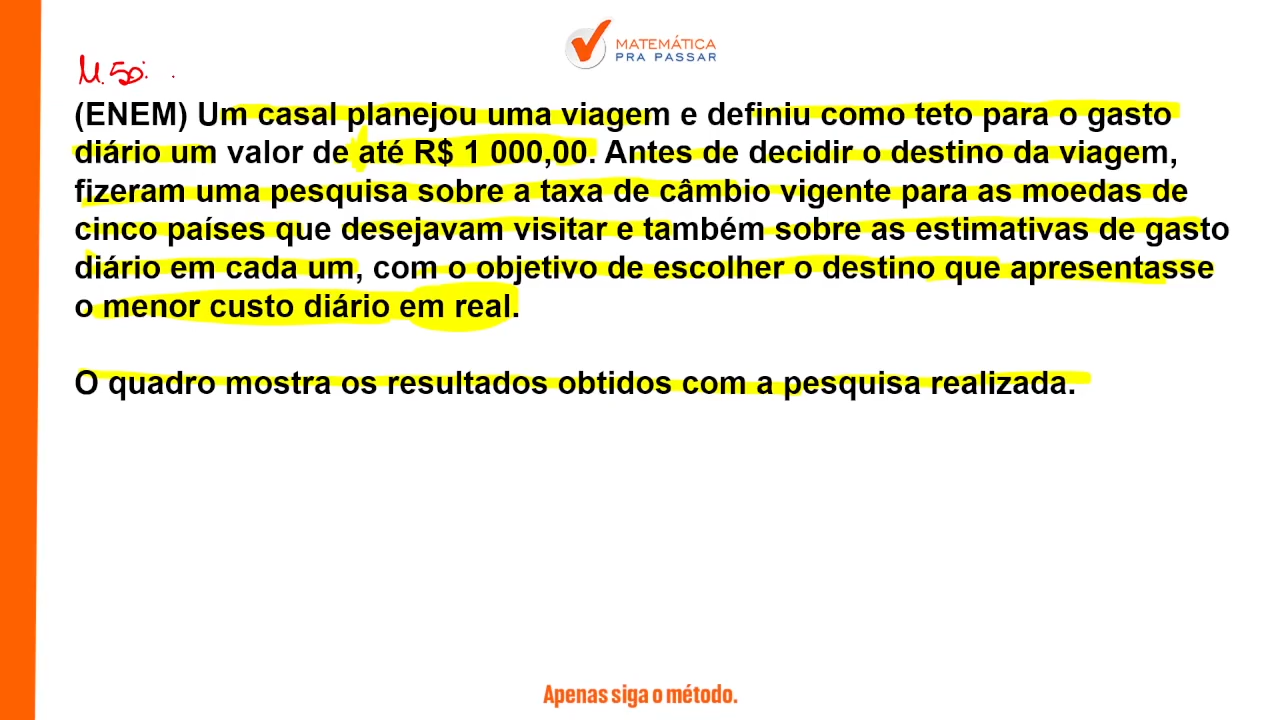 MATEMÁTICA
PRA PASSAR
M.50:
(ENEM) Um casal planejou uma viagem e definiu como teto para o gasto
diário um valor de até R$ 1 000,00. Antes de decidir o destino da viagem,
fizeram uma pesquisa sobre a taxa de câmbio vigente para as moedas de
cinco países que desejavam visitar e também sobre as estimativas de gasto
diário em cada um, com o objetivo de escolher o destino que apresentasse
o menor custo diário em real.
O quadro mostra os resultados obtidos com a pesquisa realizada.
Apenas siga o método.